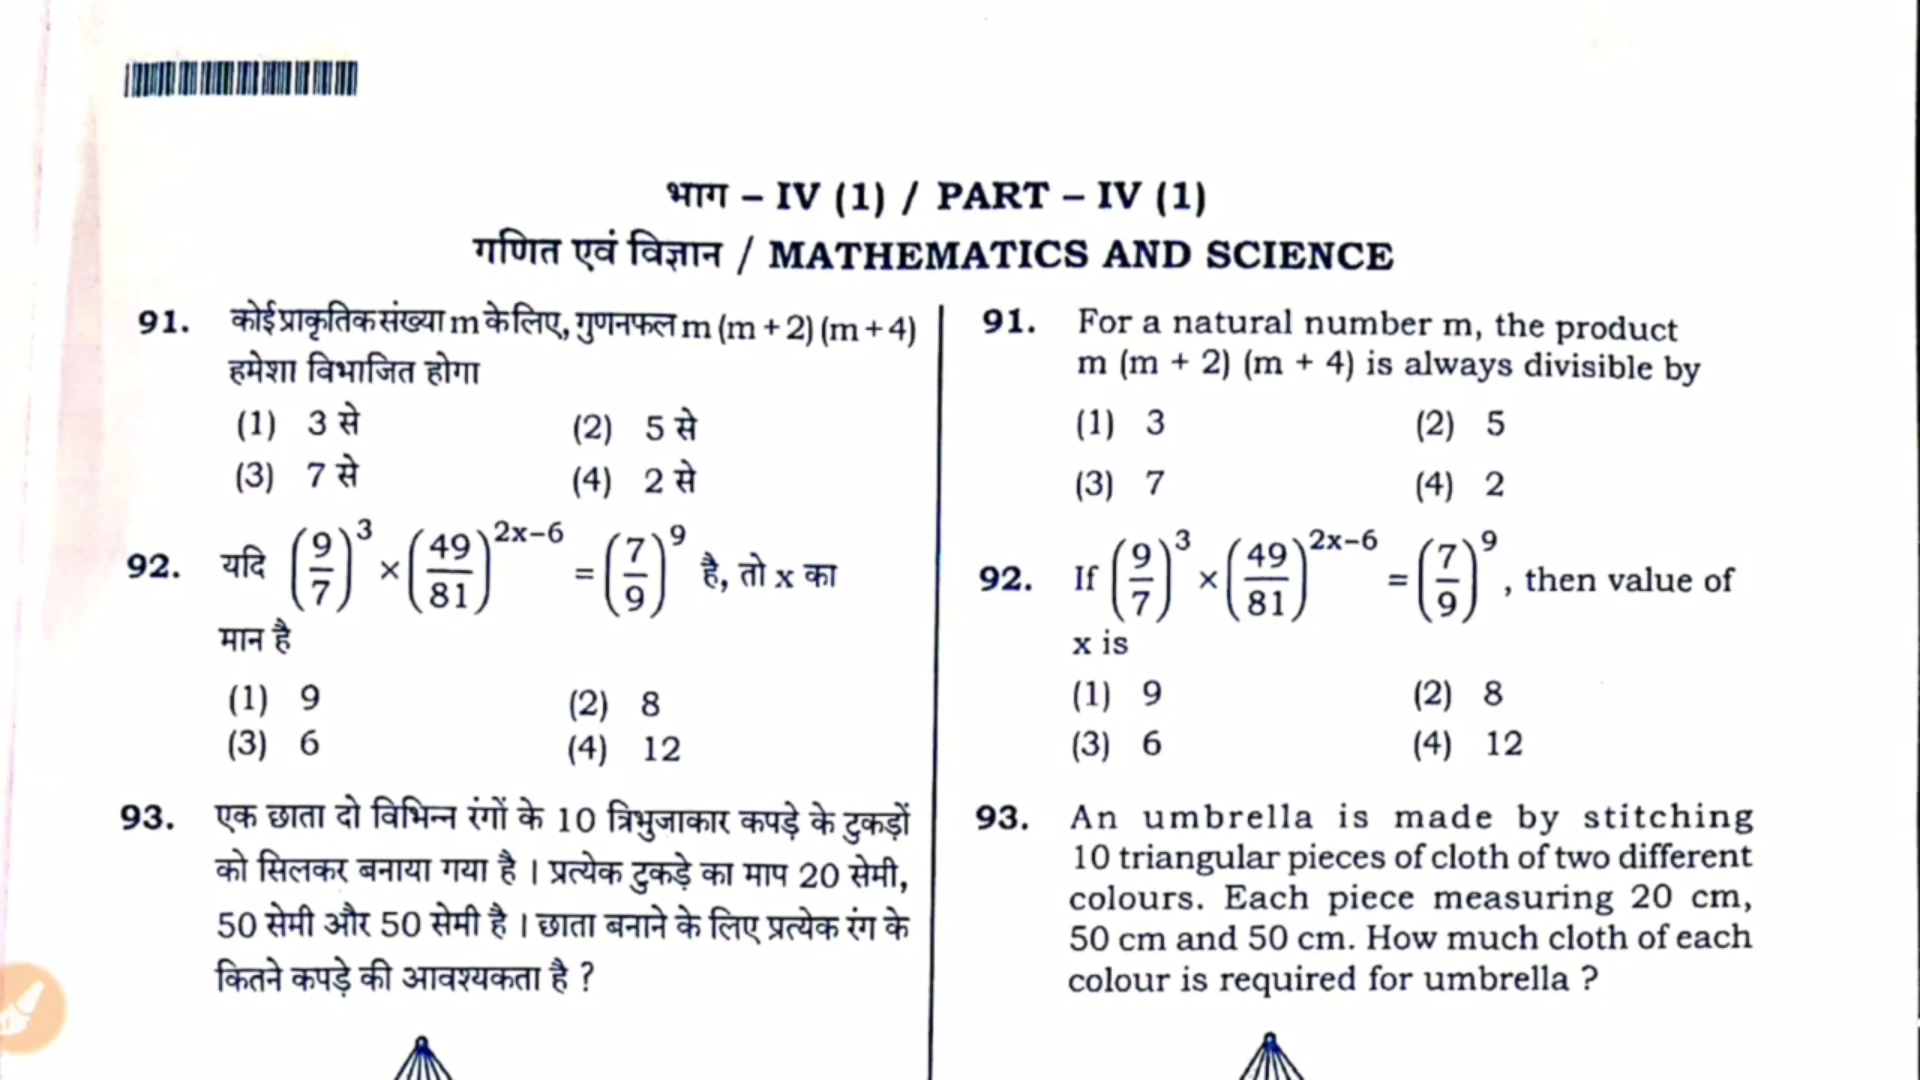 भाग – IV (1) / PART – IV (1)
गणित एवं विज्ञान / MATHEMATICS AND SCIENCE
91. कोई प्राकृतिक संख्या m के लिए, गुणनफल m (m + 2) (m + 4)
हमेशा विभाजित होगा
(1) 3 से (2) 5 से
(3) 7 से (4) 2 से
92. यदि (9/7)^3 × (49/81)^(2x–6) = (7/9)^9 है, तो x का
मान है
(1) 9 (2) 8
(3) 6 (4) 12
93. एक छाता दो विभिन्न रंगों के 10 त्रिभुजाकार कपड़े के टुकड़ों
को सिलकर बनाया गया है । प्रत्येक टुकड़े का माप 20 सेमी,
50 सेमी और 50 सेमी है । छाता बनाने के लिए प्रत्येक रंग के
कितने कपड़े की आवश्यकता है ?
91. For a natural number m, the product
m (m + 2) (m + 4) is always divisible by
(1) 3 (2) 5
(3) 7 (4) 2
92. If (9/7)^3 × (49/81)^(2x–6) = (7/9)^9 , then value of
x is
(1) 9 (2) 8
(3) 6 (4) 12
93. An umbrella is made by stitching
10 triangular pieces of cloth of two different
colours. Each piece measuring 20 cm,
50 cm and 50 cm. How much cloth of each
colour is required for umbrella ?